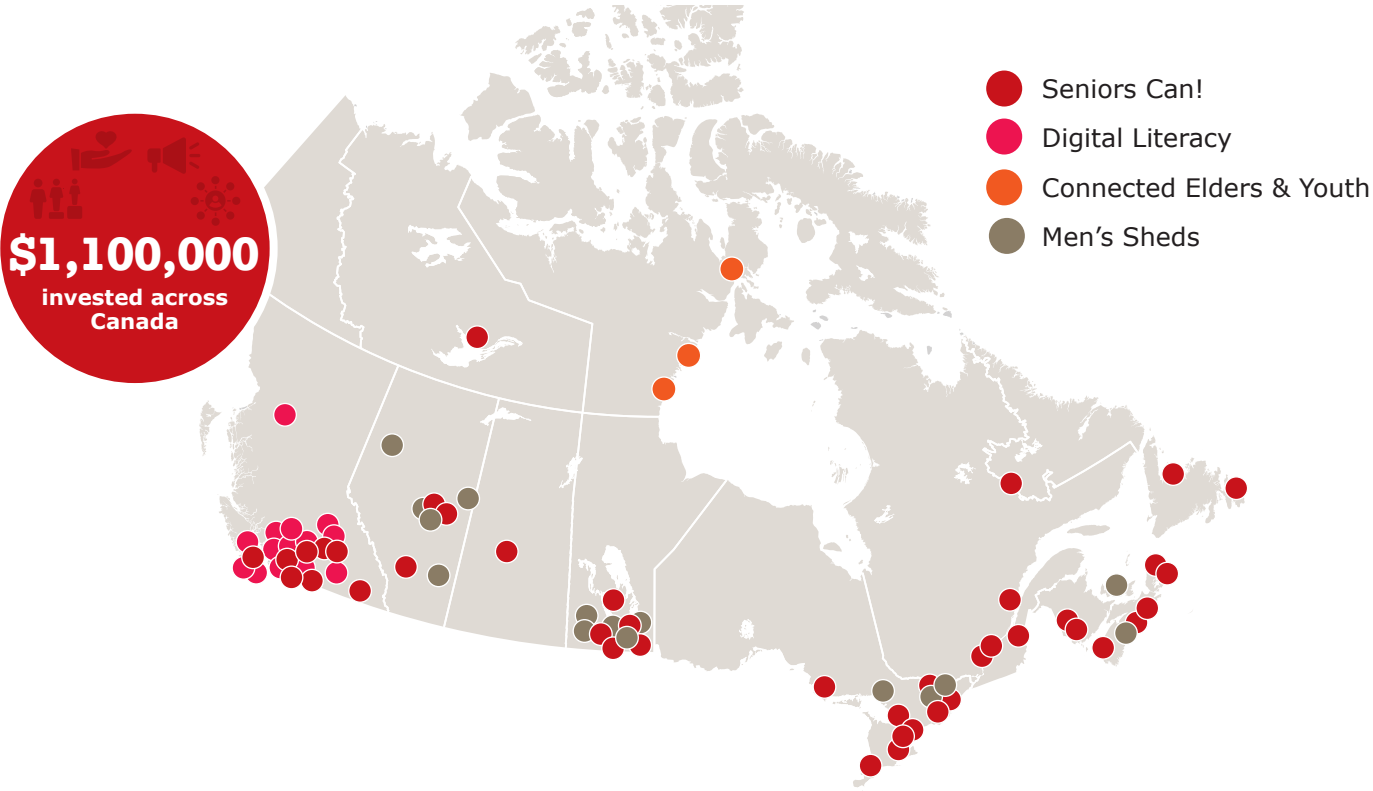 $1,100,000
invested across
Canada
Seniors Can!
Digital Literacy
Connected Elders & Youth
Men’s Sheds